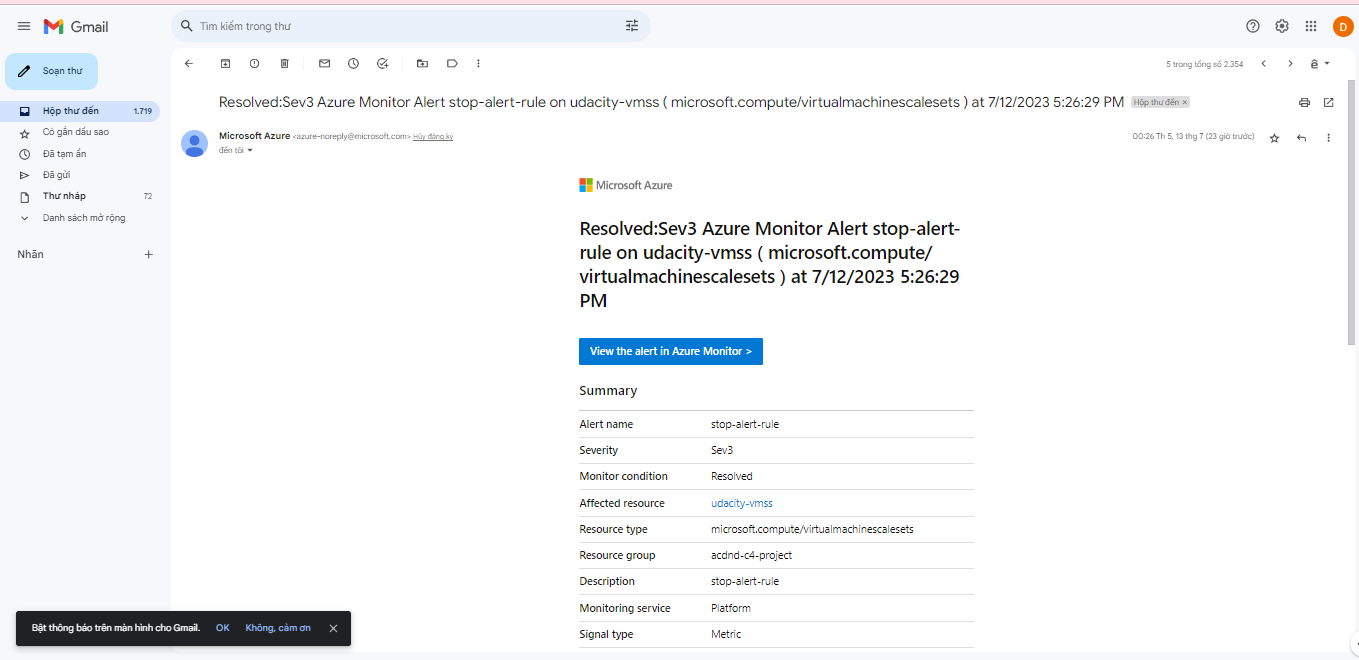 Gmail
Tìm kiếm trong thư
D
Soạn thư
5 trong tổng số 2.354
Hộp thư đến 1.719
Có gắn dấu sao
Đã tạm ẩn
Đã gửi
Thư nháp 72
Danh sách mở rộng
Nhãn
Resolved:Sev3 Azure Monitor Alert stop-alert-rule on udacity-vmss ( microsoft.compute/virtualmachinescalesets ) at 7/12/2023 5:26:29 PM Hộp thư đến ×
Microsoft Azure <azure-noreply@microsoft.com> Hủy đăng ký
00:26 Th 5, 13 thg 7 (23 giờ trước)
đến tôi
Microsoft Azure
Resolved:Sev3 Azure Monitor Alert stop-alert-
rule on udacity-vmss ( microsoft.compute/
virtualmachinescalesets ) at 7/12/2023 5:26:29
PM
View the alert in Azure Monitor >
Summary
Alert name stop-alert-rule
Severity Sev3
Monitor condition Resolved
Affected resource udacity-vmss
Resource type microsoft.compute/virtualmachinescalesets
Resource group acdnd-c4-project
Description stop-alert-rule
Monitoring service Platform
Signal type Metric
Bật thông báo trên màn hình cho Gmail. OK Không, cảm ơn